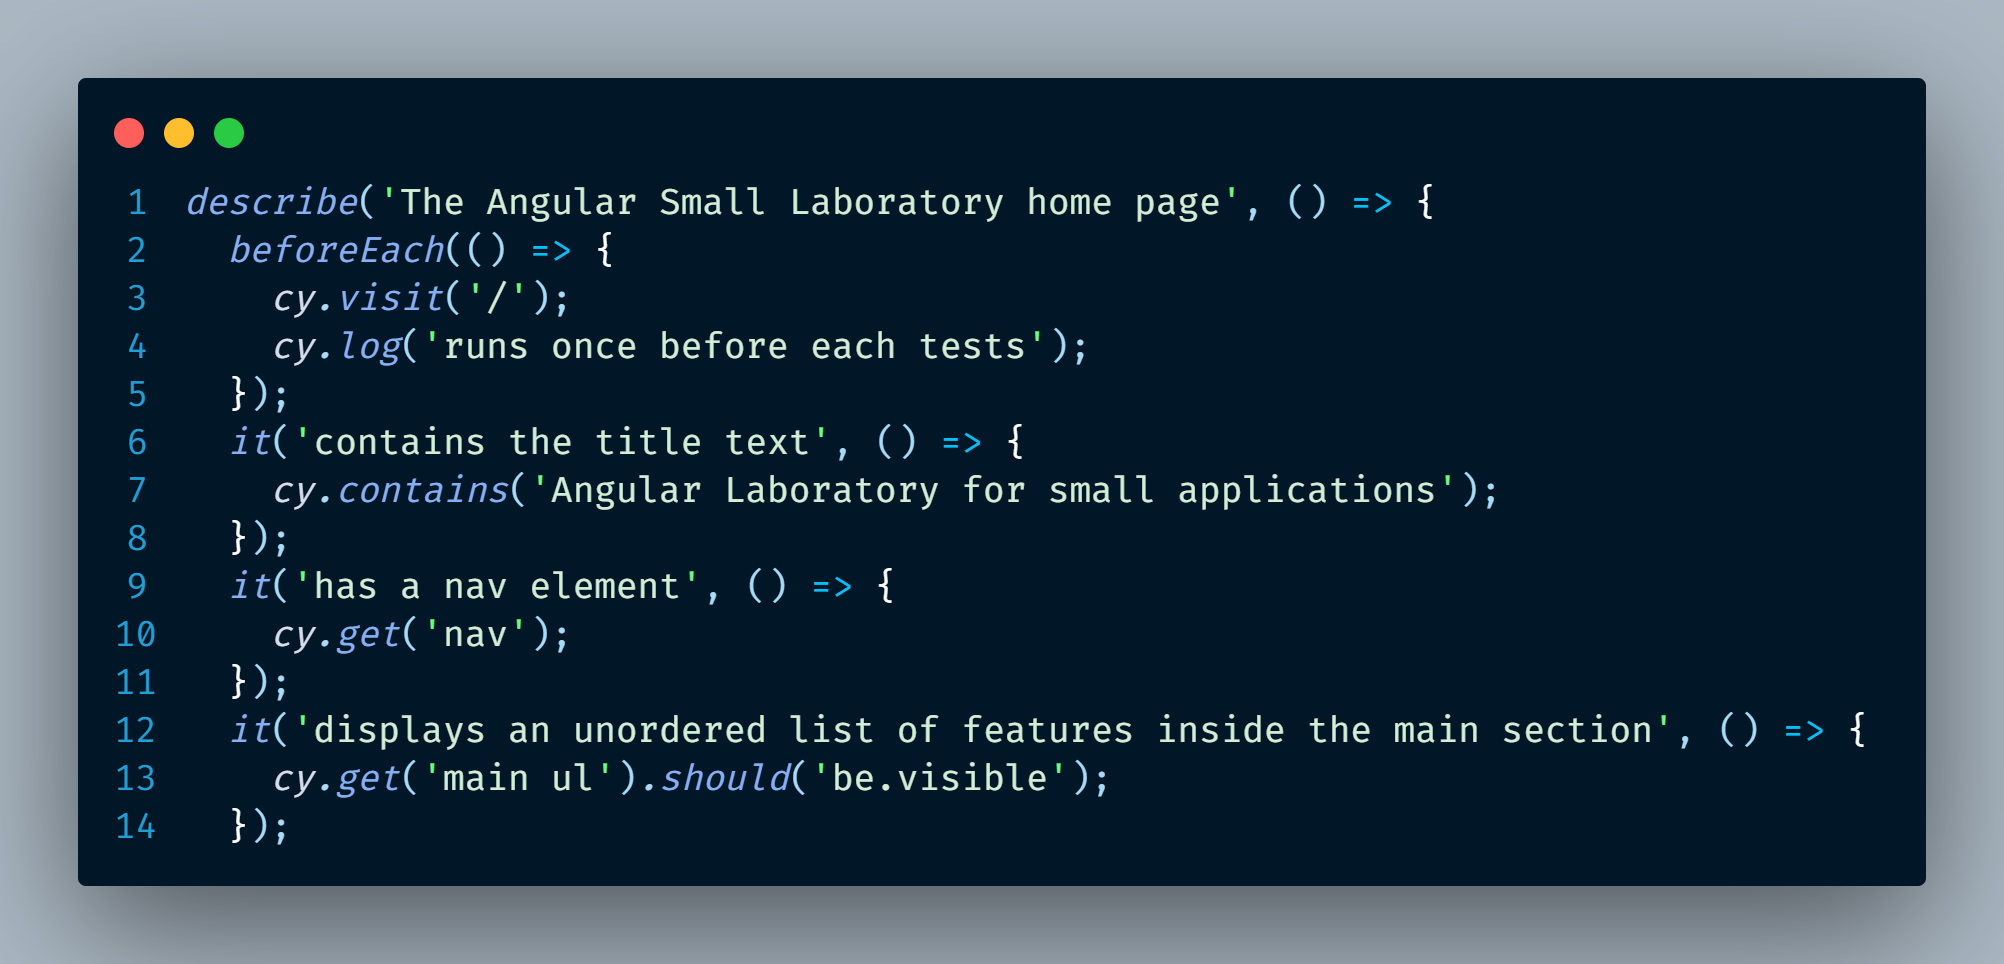 1 describe('The Angular Small Laboratory home page', () => {
2   beforeEach(() => {
3     cy.visit('/');
4     cy.log('runs once before each tests');
5   });
6   it('contains the title text', () => {
7     cy.contains('Angular Laboratory for small applications');
8   });
9   it('has a nav element', () => {
10     cy.get('nav');
11   });
12   it('displays an unordered list of features inside the main section', () => {
13     cy.get('main ul').should('be.visible');
14   });